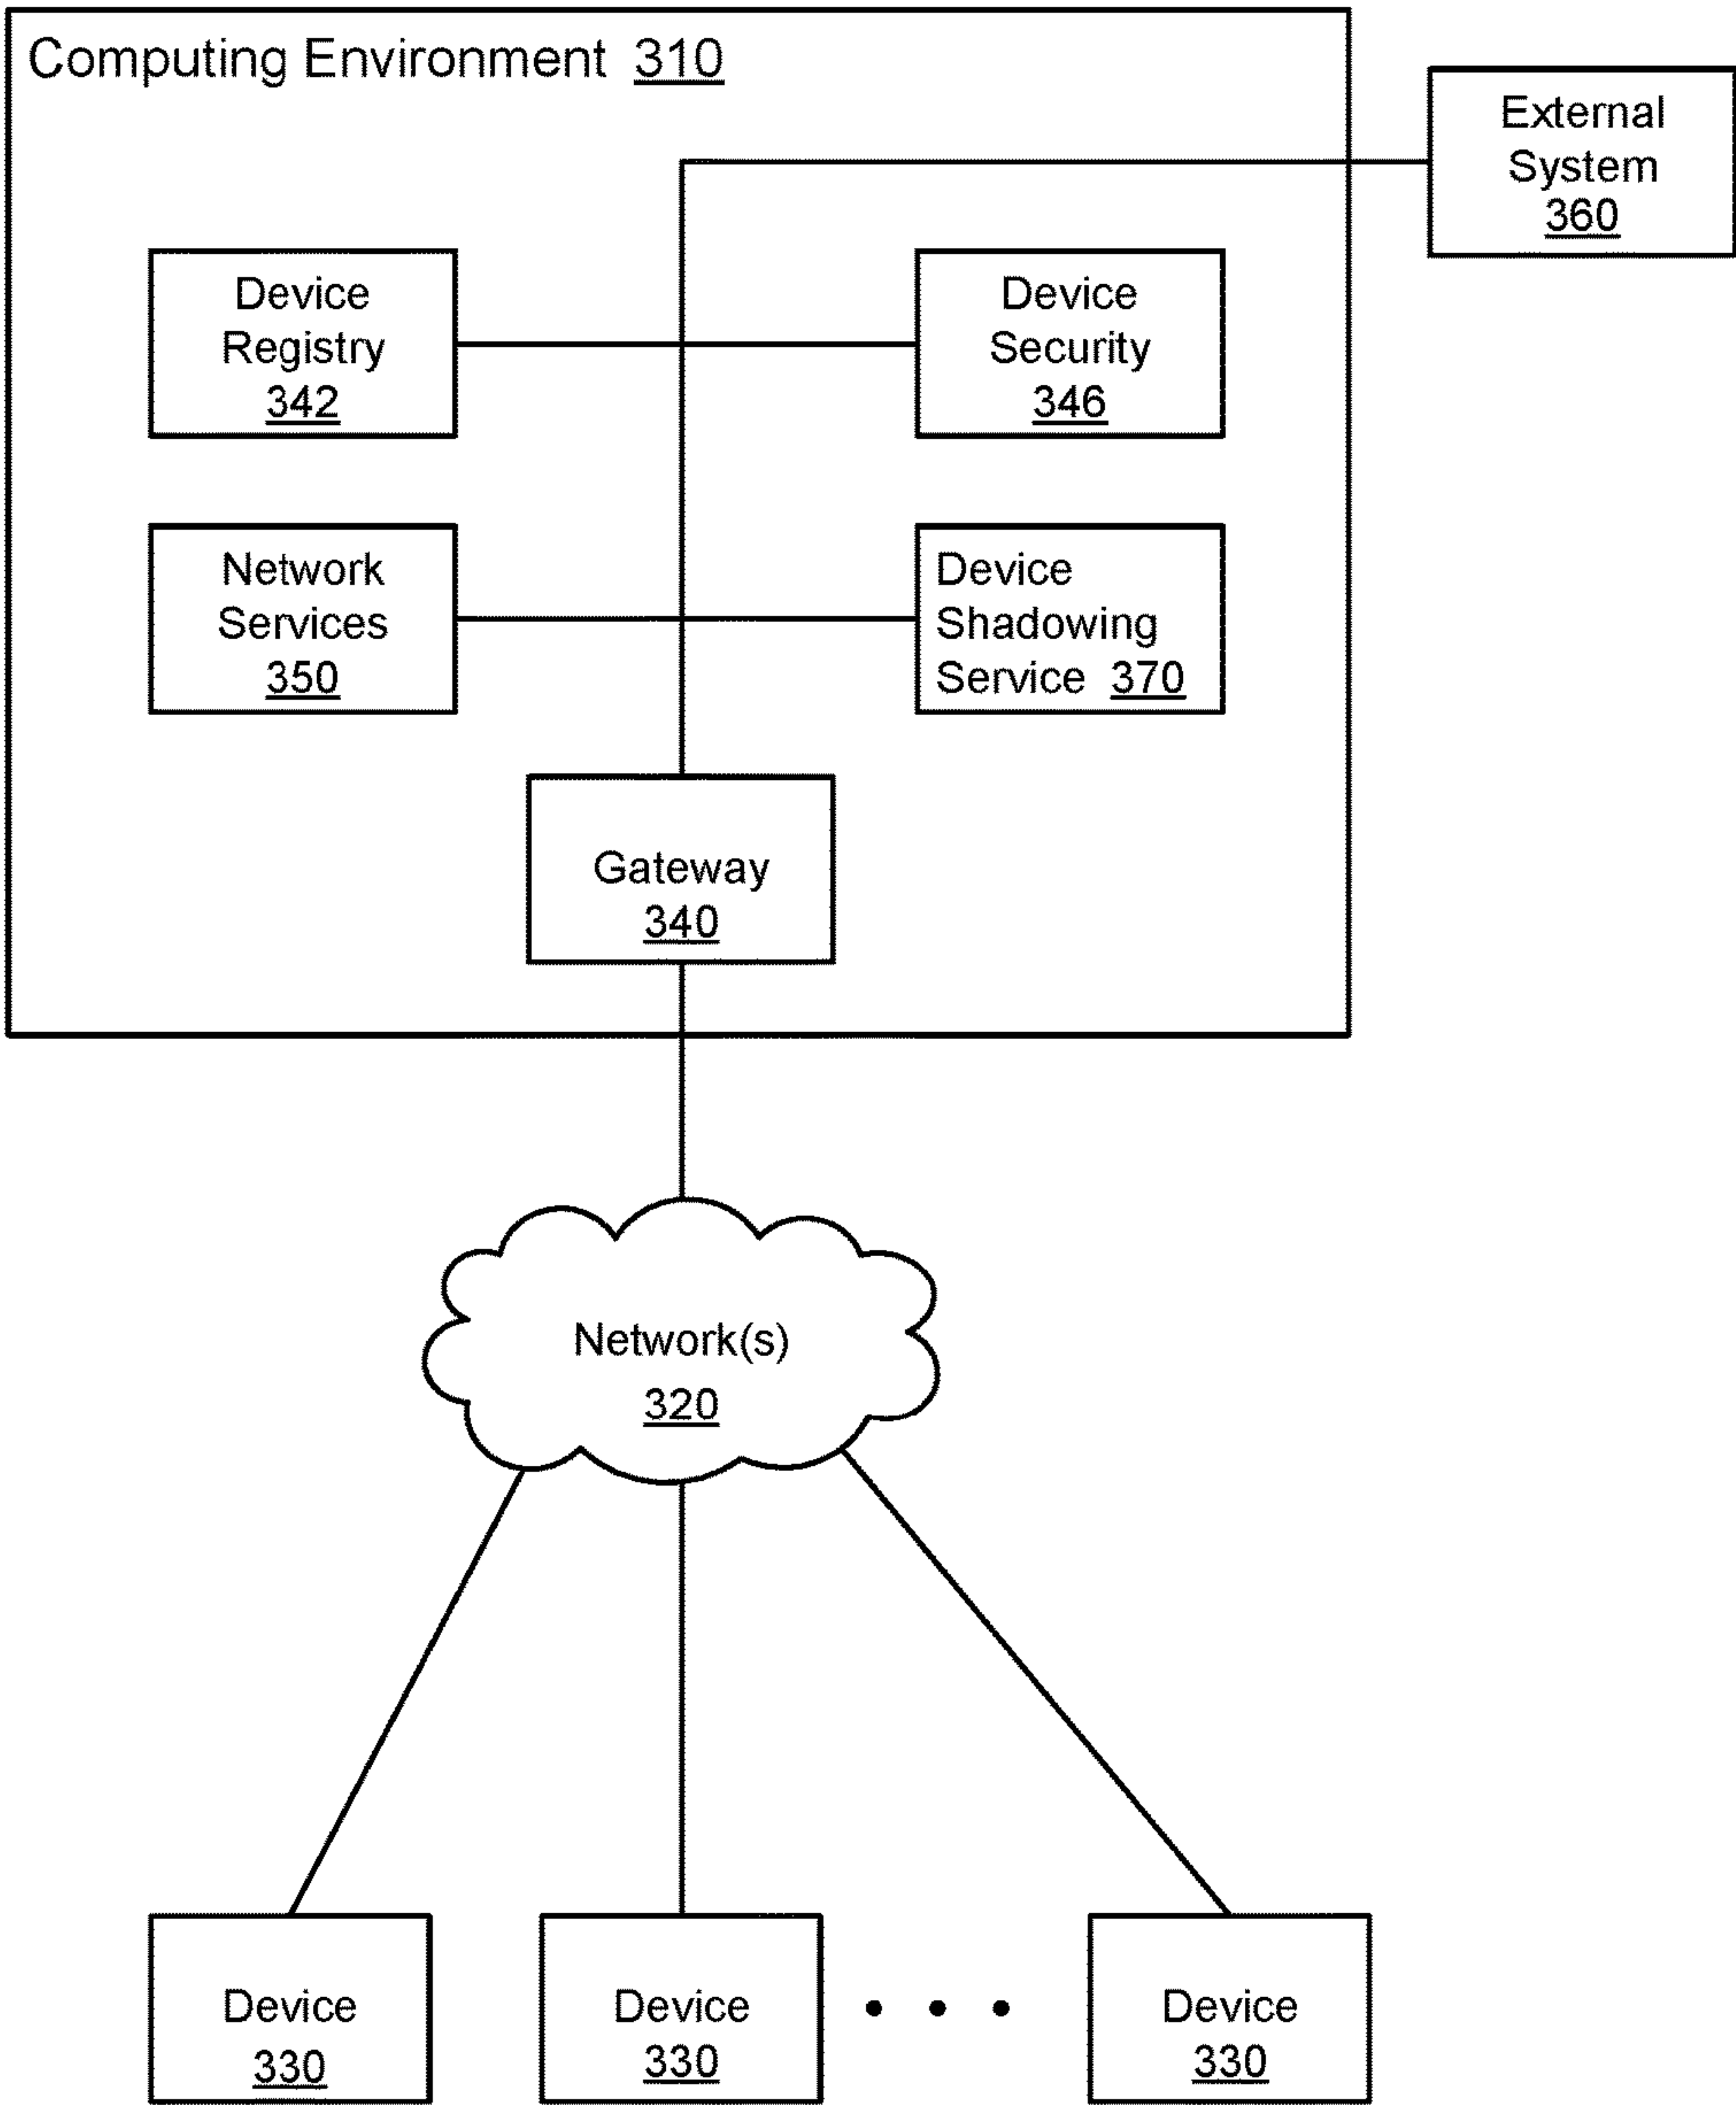 Computing Environment 310
External
System
360
Device
Registry
342
Device
Security
346
Network
Services
350
Device
Shadowing
Service 370
Gateway
340
Network(s)
320
Device
330
Device
330
Device
330